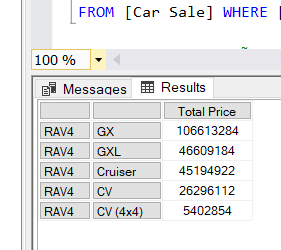 FROM [Car Sale] WHERE [
100 %
Messages Results
Total Price
RAV4 GX 106613284
RAV4 GXL 46609184
RAV4 Cruiser 45194922
RAV4 CV 26296112
RAV4 CV (4x4) 5402854